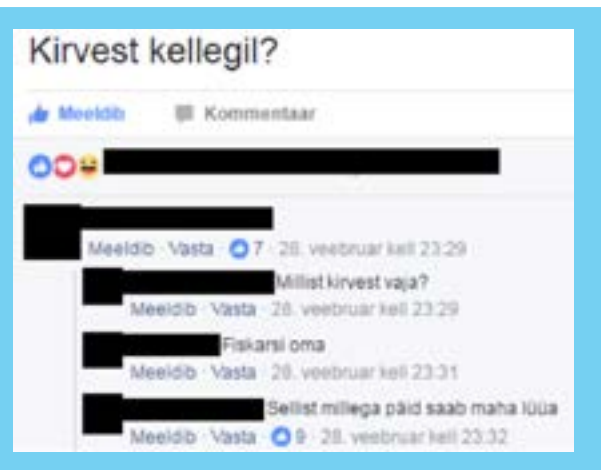 Kirvest kellegil?
Meeldib Kommentaar
Meeldib · Vasta · 7 · 28. veebruar kell 23:29
Millist kirvest vaja?
Meeldib · Vasta · 28. veebruar kell 23:29
Fiskarsi oma
Meeldib · Vasta · 28. veebruar kell 23:31
Sellist millega päid saab maha lüüa
Meeldib · Vasta · 9 · 28. veebruar kell 23:32